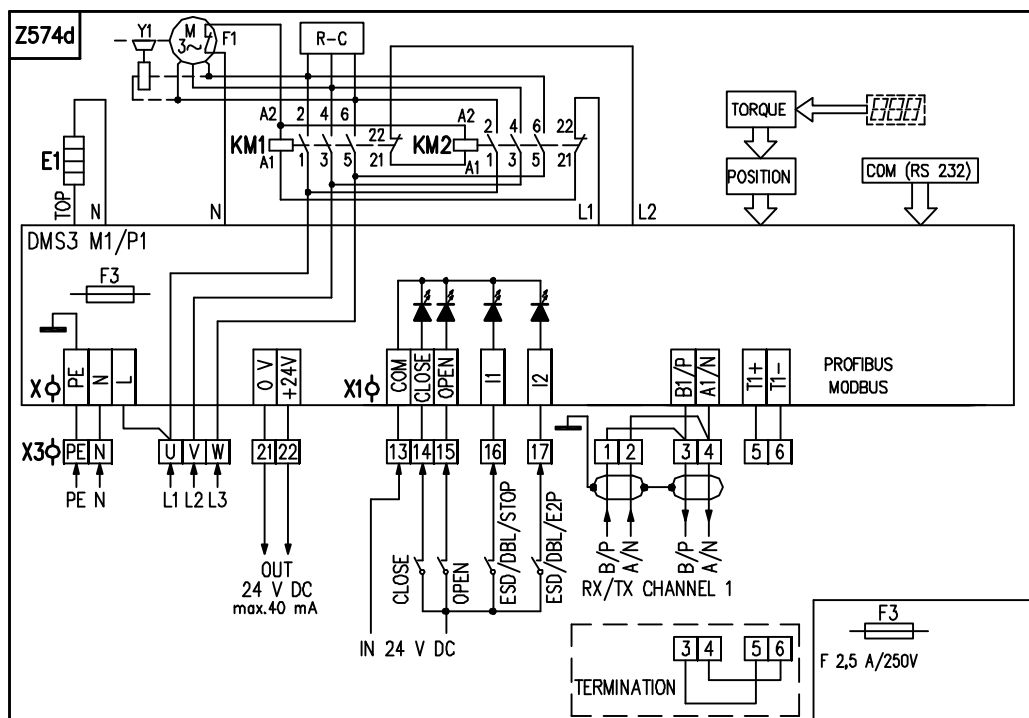 Z574d
Y1
M
3~
F1
R-C
A2
2 4 6
22
KM1
A1
1 3 5
21
A2
2 4 6
22
KM2
A1
1 3 5
21
TORQUE
POSITION
COM (RS 232)
E1
TOP
N
N
L1
L2
DMS3 M1/P1
F3
X
PE
N
L
0 V
+24V
X1
COM
CLOSE
OPEN
I1
I2
B1/P
A1/N
T1+
T1-
PROFIBUS
MODBUS
X3
PE N
U V W
21 22
13 14 15
16
17
1 2
3 4
5 6
PE N
L1 L2 L3
OUT
24 V DC
max.40 mA
CLOSE
OPEN
ESD/DBL/STOP
ESD/DBL/E2P
IN 24 V DC
B/P
A/N
B/P
A/N
RX/TX CHANNEL 1
TERMINATION
3 4
5 6
F3
F 2,5 A/250V